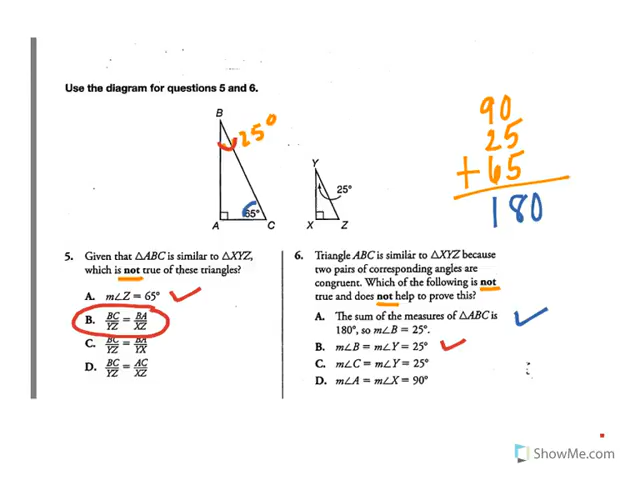 Use the diagram for questions 5 and 6.
B
25°
65°
A
C
Y
25°
X
Z
90
25
+ 65
180
5. Given that △ABC is similar to △XYZ,
which is not true of these triangles?
A. m∠Z = 65°
B. BC/YZ = BA/XZ
C. BC/YZ = BA/YX
D. BC/YZ = AC/XZ
6. Triangle ABC is similar to △XYZ because
two pairs of corresponding angles are
congruent. Which of the following is not
true and does not help to prove this?
A. The sum of the measures of △ABC is
180°, so m∠B = 25°.
B. m∠B = m∠Y = 25°
C. m∠C = m∠Y = 25°
D. m∠A = m∠X = 90°
ShowMe.com